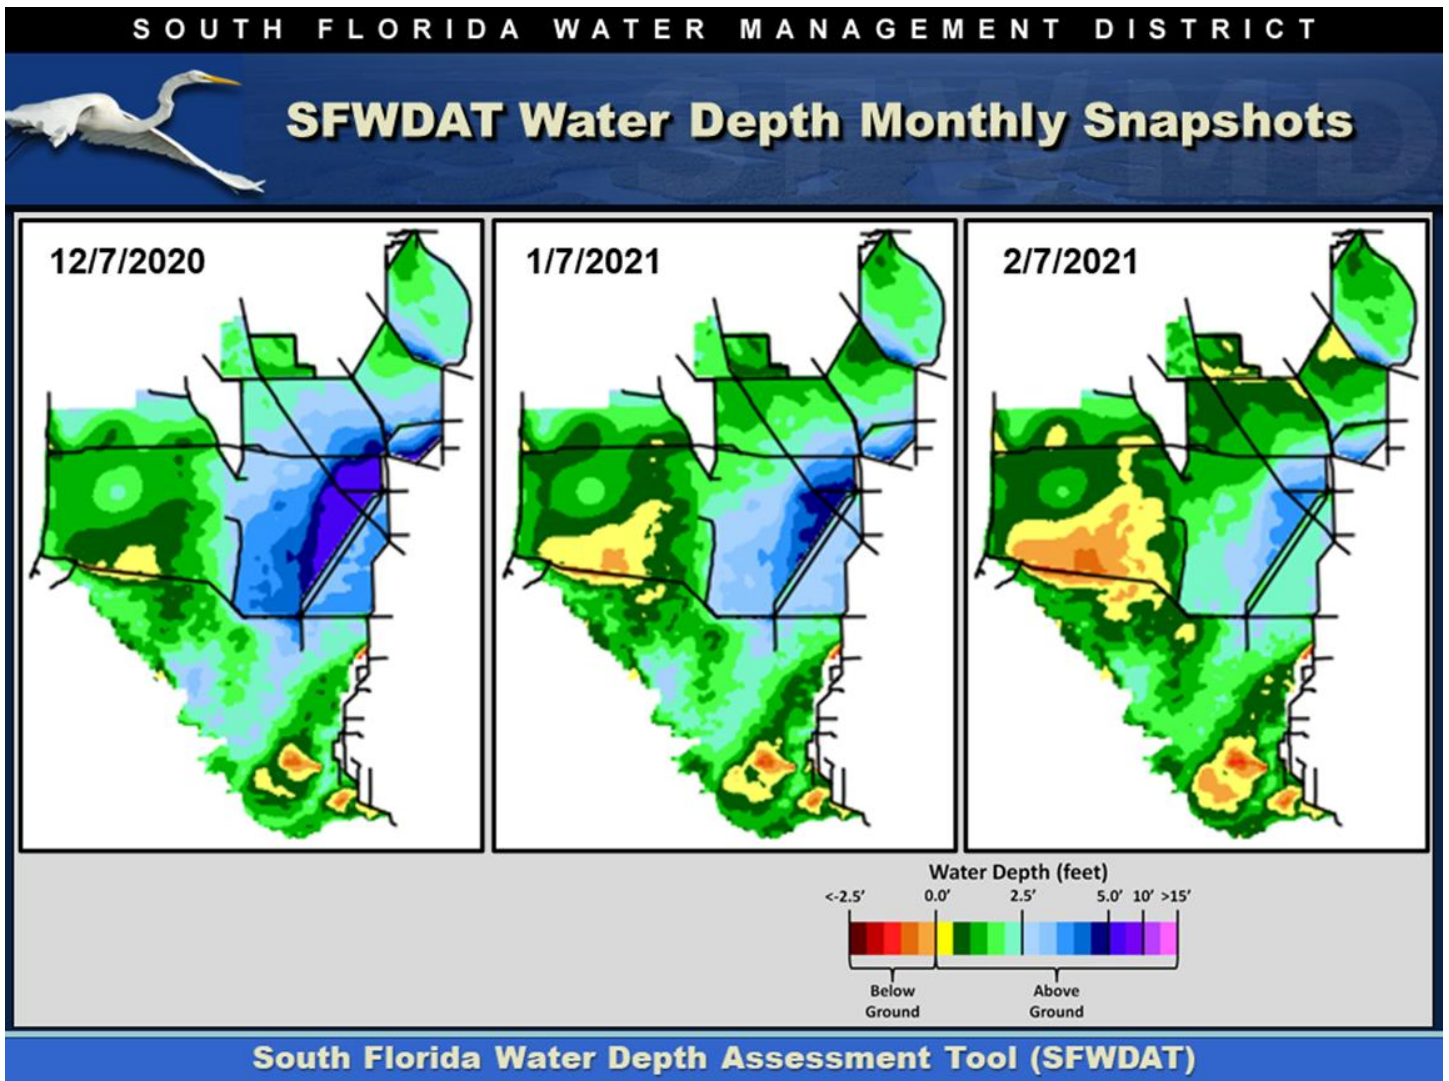 SOUTH FLORIDA WATER MANAGEMENT DISTRICT
SFWMD
SFWDAT Water Depth Monthly Snapshots
12/7/2020
1/7/2021
2/7/2021
Water Depth (feet)
<-2.5' 0.0' 2.5' 5.0' 10' >15'
Below Ground
Above Ground
South Florida Water Depth Assessment Tool (SFWDAT)